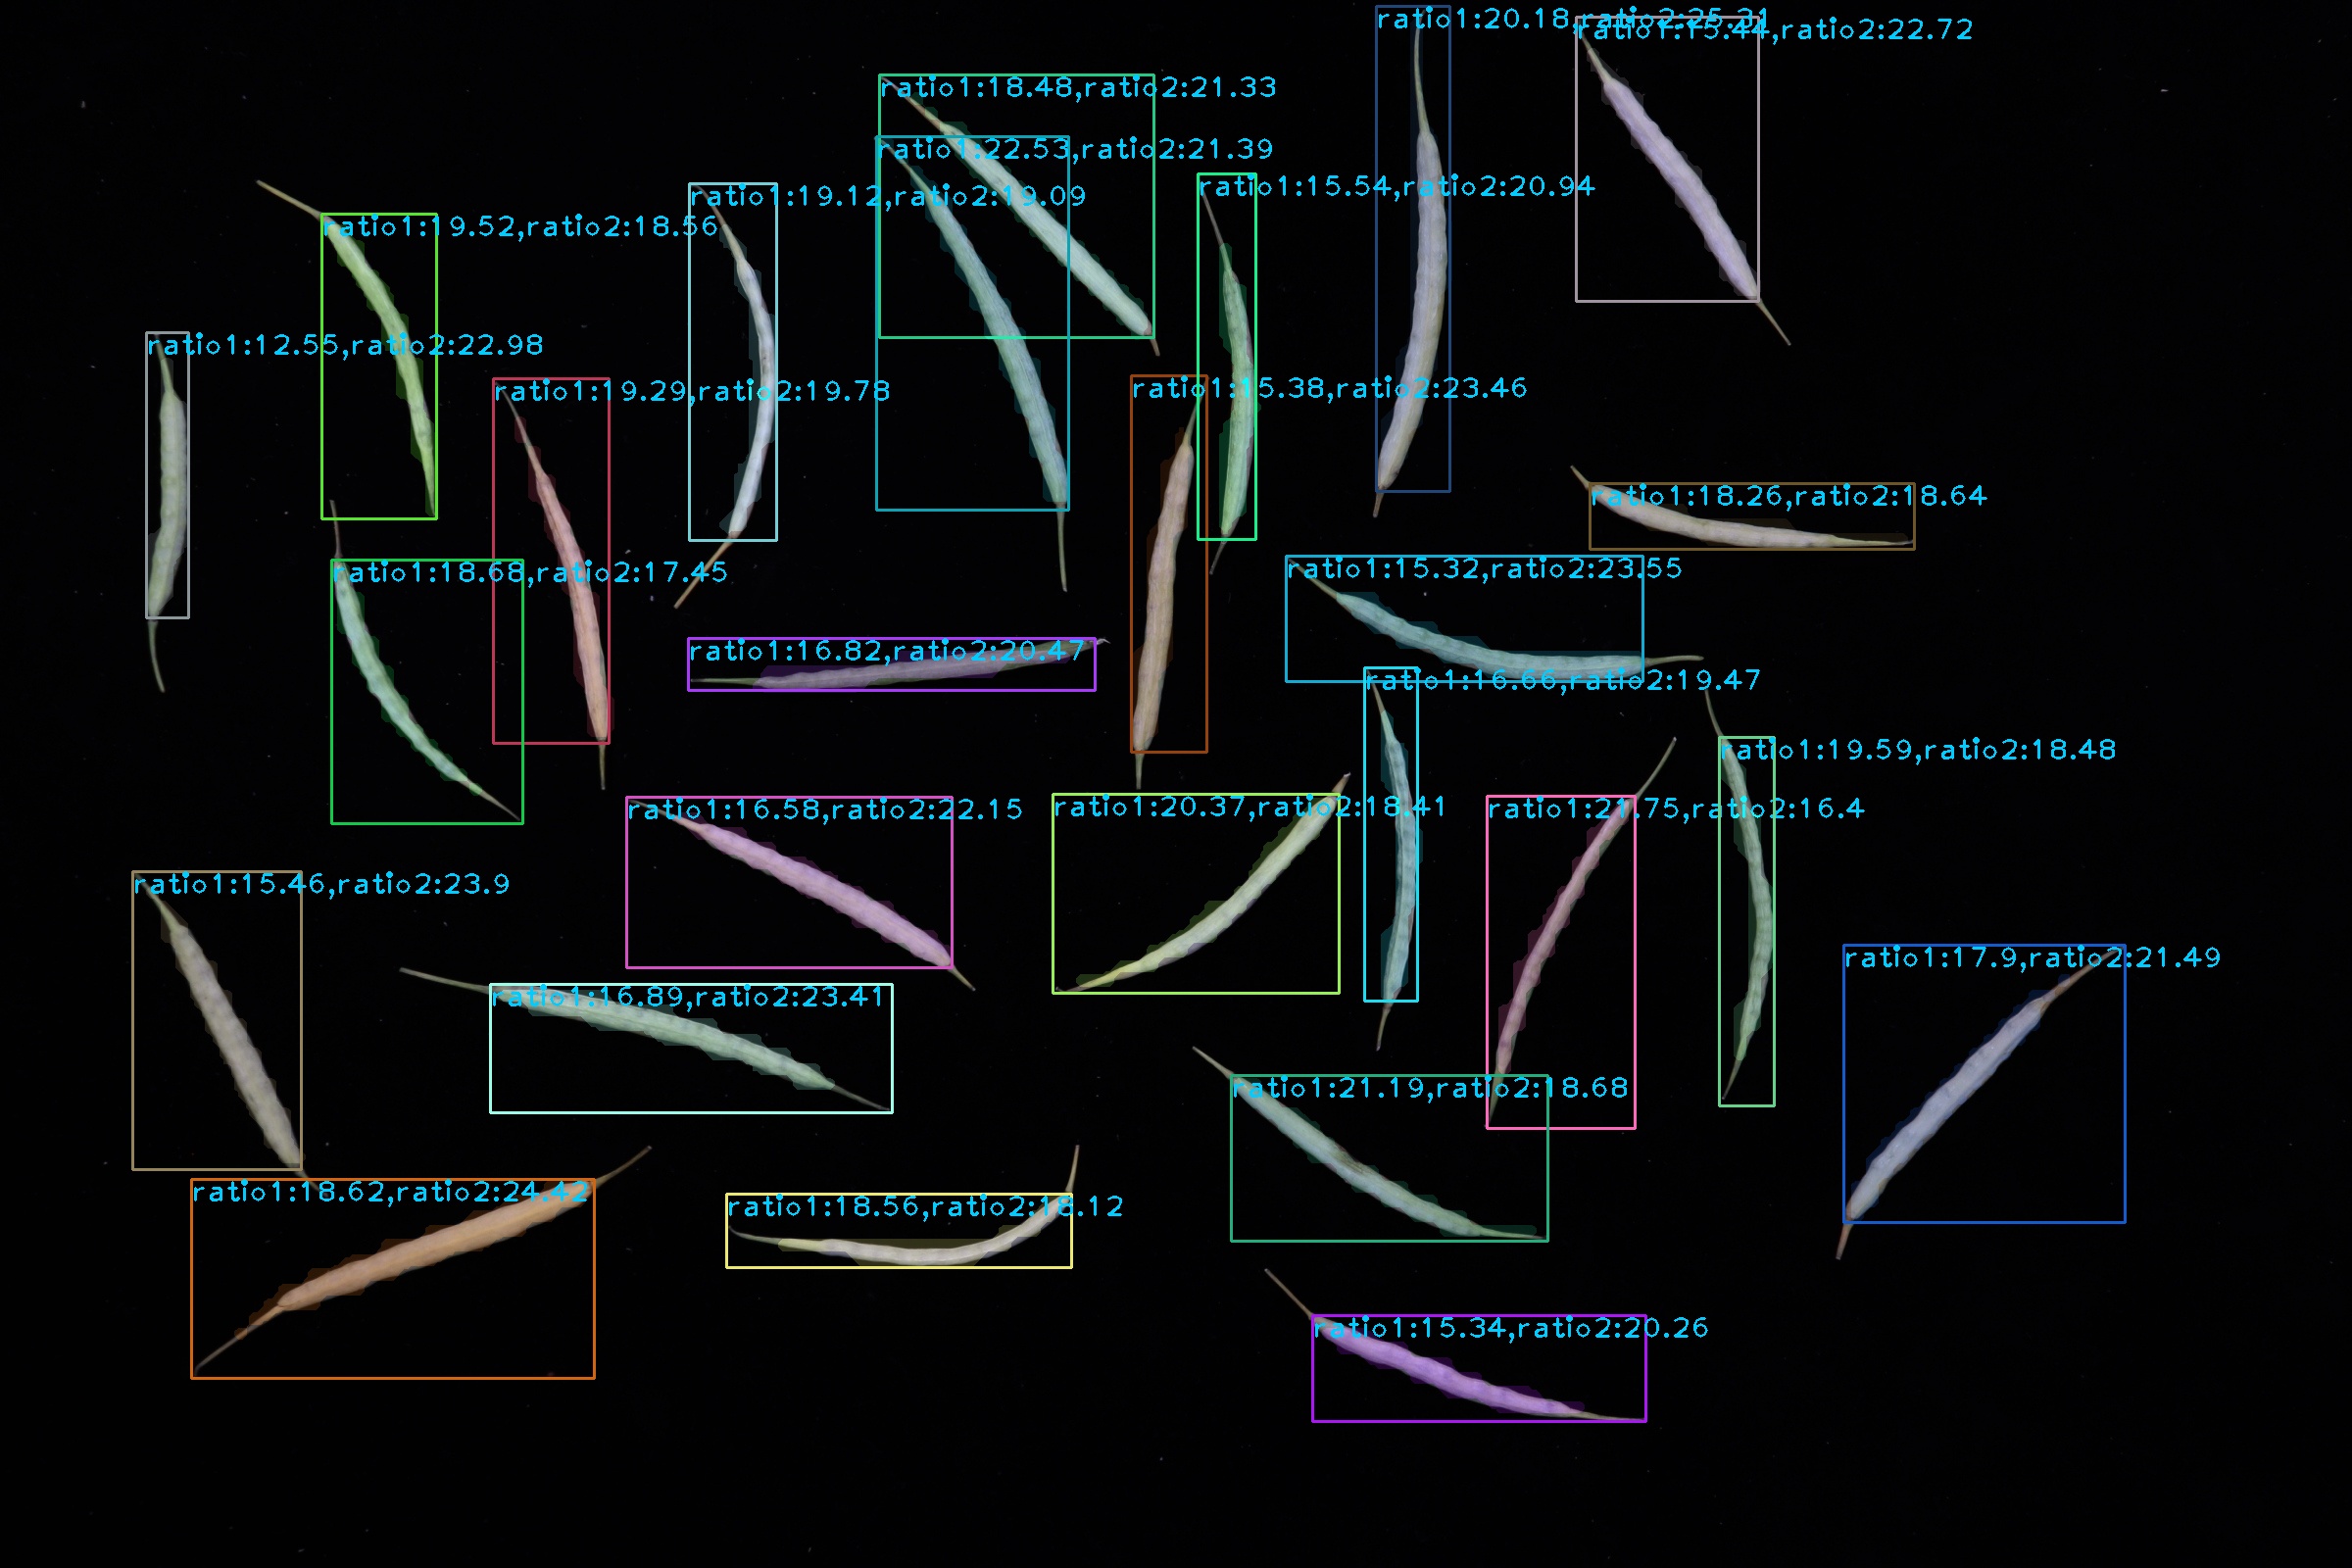 ratio1:20.18,ratio2:25.31
ratio1:15.44,ratio2:22.72
ratio1:18.48,ratio2:21.33
ratio1:22.53,ratio2:21.39
ratio1:15.54,ratio2:20.94
ratio1:19.12,ratio2:19.09
ratio1:19.52,ratio2:18.56
ratio1:12.55,ratio2:22.98
ratio1:19.29,ratio2:19.78
ratio1:15.38,ratio2:23.46
ratio1:18.26,ratio2:18.64
ratio1:15.32,ratio2:23.55
ratio1:18.68,ratio2:17.45
ratio1:16.82,ratio2:20.47
ratio1:16.66,ratio2:19.47
ratio1:19.59,ratio2:18.48
ratio1:16.58,ratio2:22.15
ratio1:20.37,ratio2:18.41
ratio1:21.75,ratio2:16.4
ratio1:15.46,ratio2:23.9
ratio1:17.9,ratio2:21.49
ratio1:16.89,ratio2:23.41
ratio1:21.19,ratio2:18.68
ratio1:18.62,ratio2:24.42
ratio1:18.56,ratio2:18.12
ratio1:15.34,ratio2:20.26